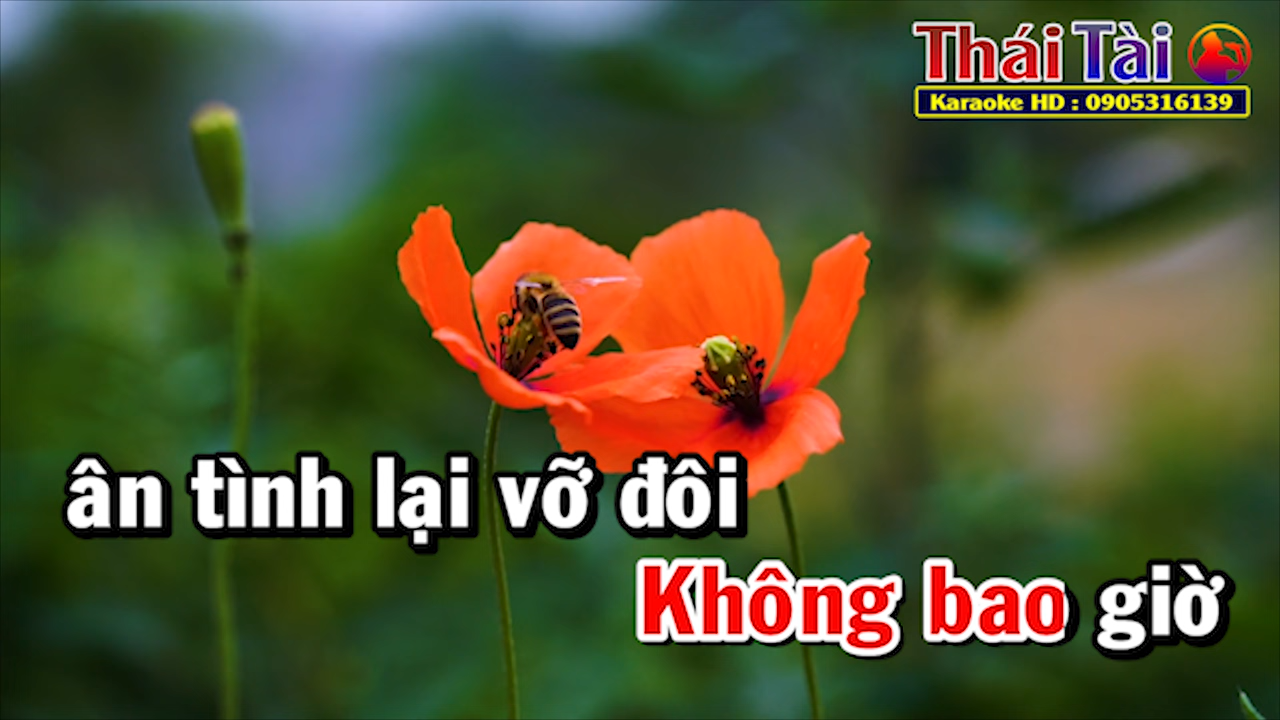 Thái Tài
Karaoke HD : 0905316139
ân tình lại vỡ đôi
Không bao giờ